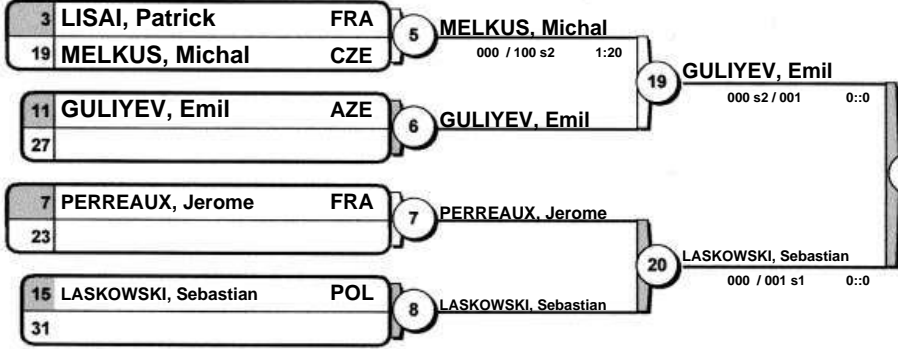 3 LISAI, Patrick FRA
19 MELKUS, Michal CZE
5
MELKUS, Michal
000 / 100 s2 1:20
11 GULIYEV, Emil AZE
27
6
GULIYEV, Emil
19
GULIYEV, Emil
000 s2 / 001 0::0
7 PERREAUX, Jerome FRA
23
7
PERREAUX, Jerome
15 LASKOWSKI, Sebastian POL
31
8
LASKOWSKI, Sebastian
20
LASKOWSKI, Sebastian
000 / 001 s1 0::0